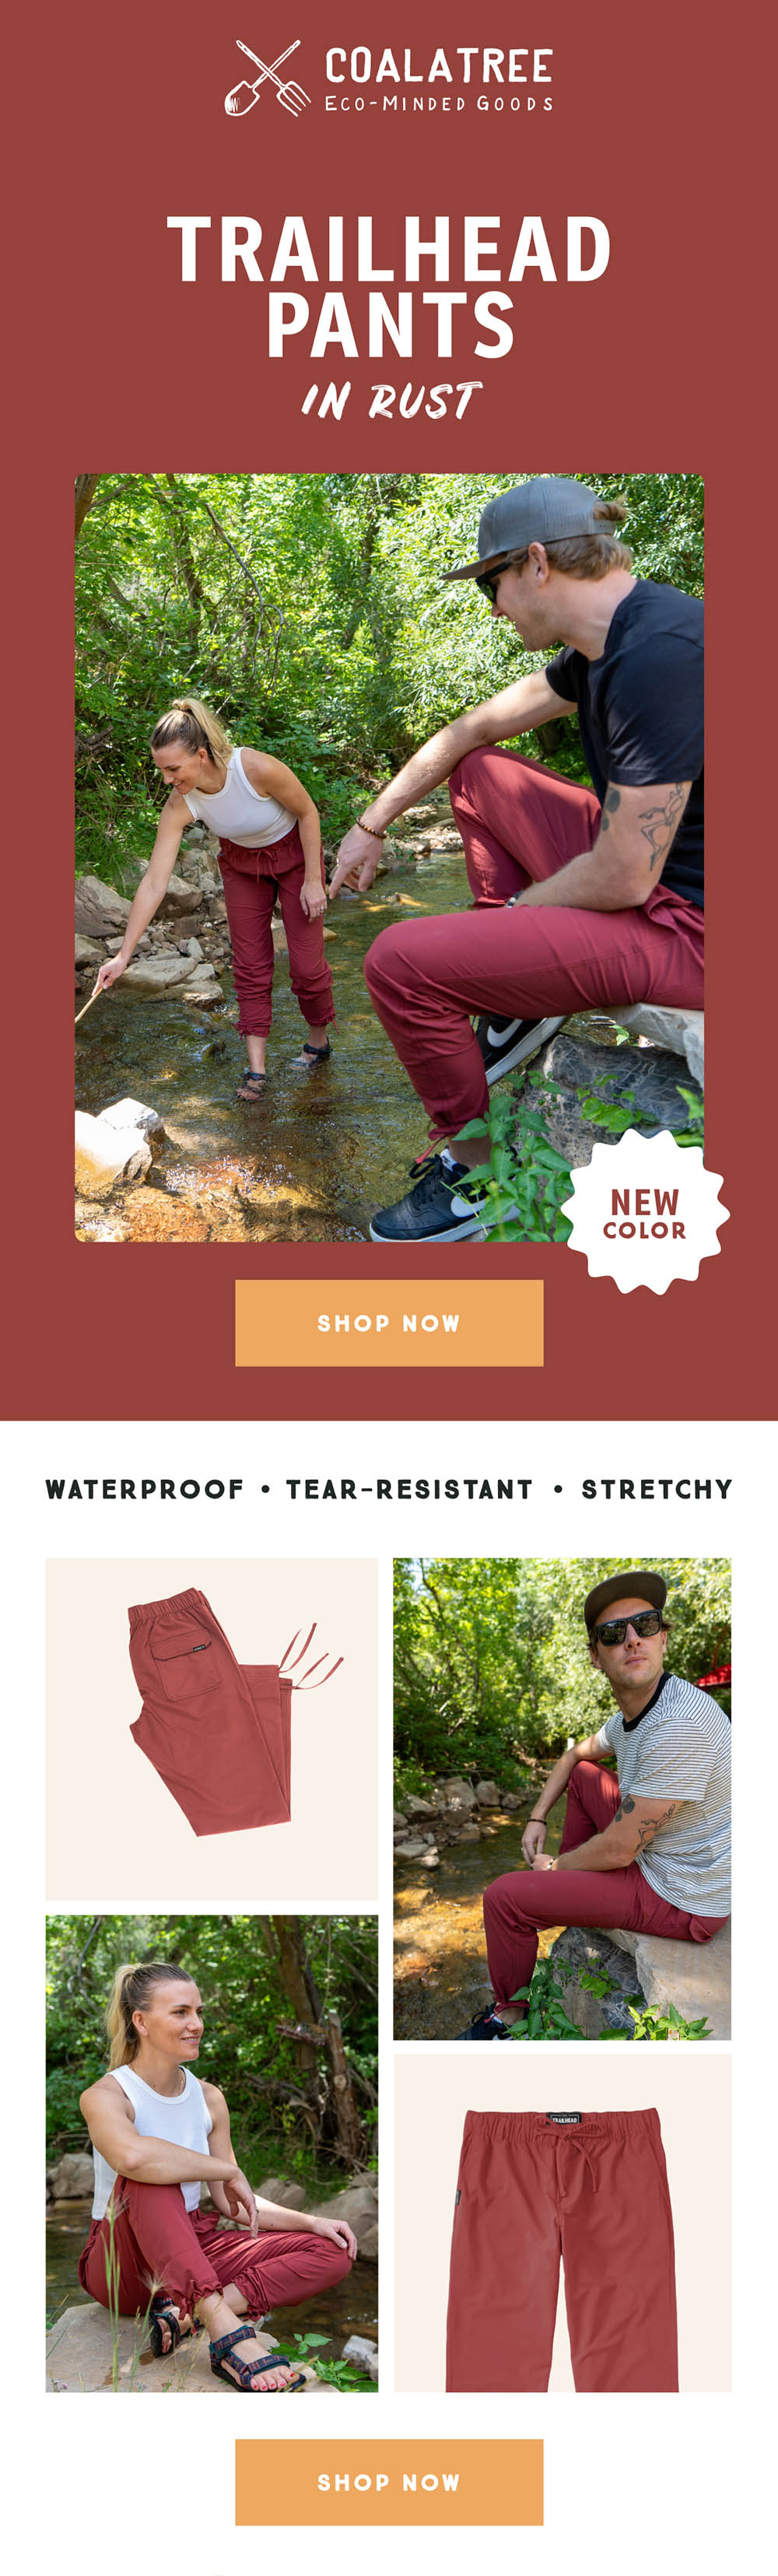 COALATREE
ECO-MINDED GOODS
TRAILHEAD
PANTS
IN RUST
NEW
COLOR
SHOP NOW
WATERPROOF • TEAR-RESISTANT • STRETCHY
TRAILHEAD
SHOP NOW